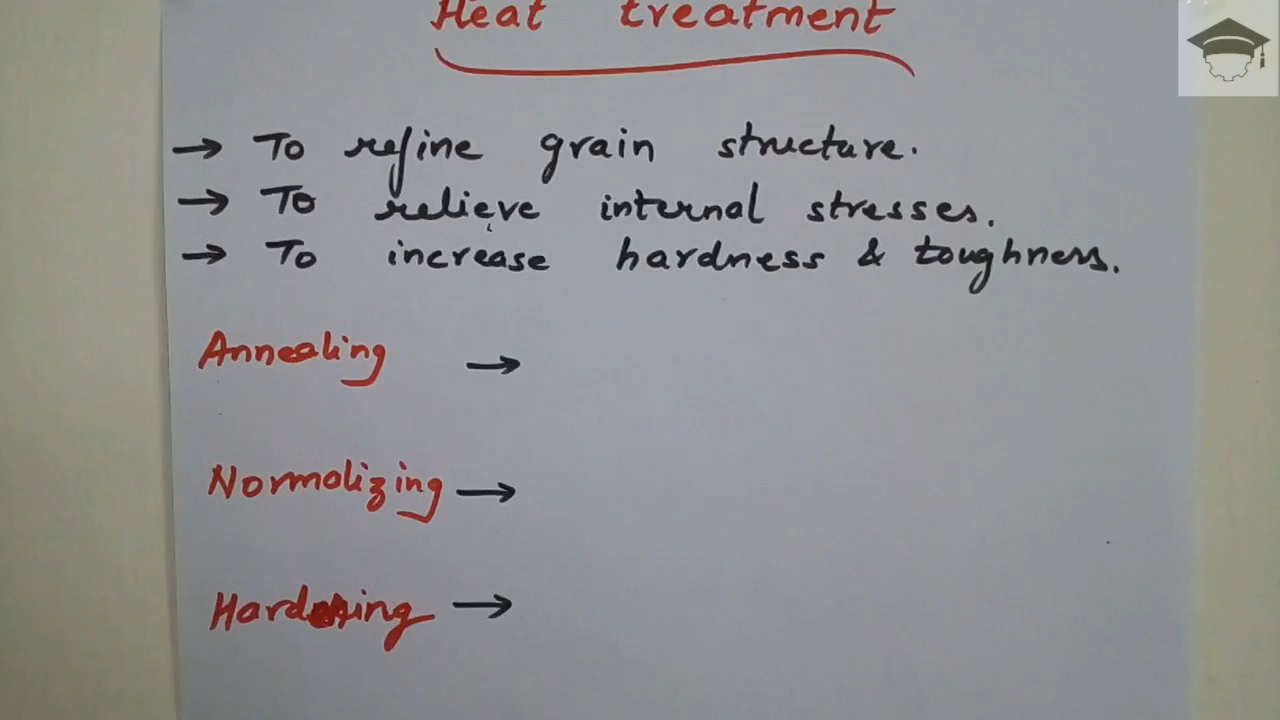 Heat treatment
→ To refine grain structure.
→ To relieve internal stresses.
→ To increase hardness & toughness.
Annealing →
Normalizing →
Hardening →